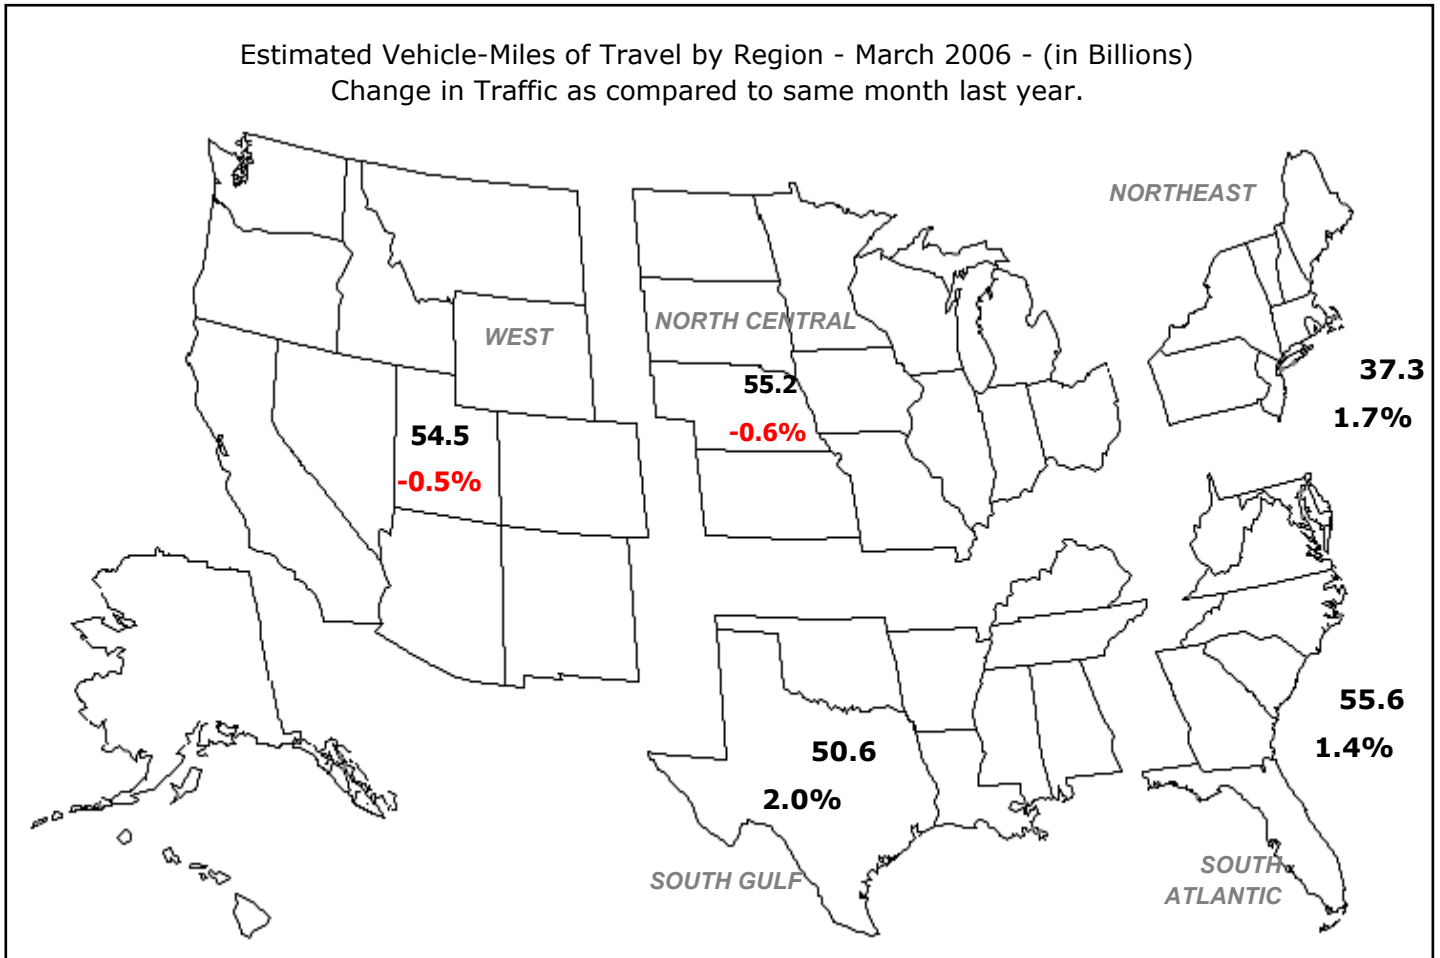 Estimated Vehicle-Miles of Travel by Region - March 2006 - (in Billions)
Change in Traffic as compared to same month last year.
NORTHEAST
WEST
NORTH CENTRAL
37.3
1.7%
55.2
-0.6%
54.5
-0.5%
55.6
1.4%
50.6
2.0%
SOUTH GULF
SOUTH
ATLANTIC